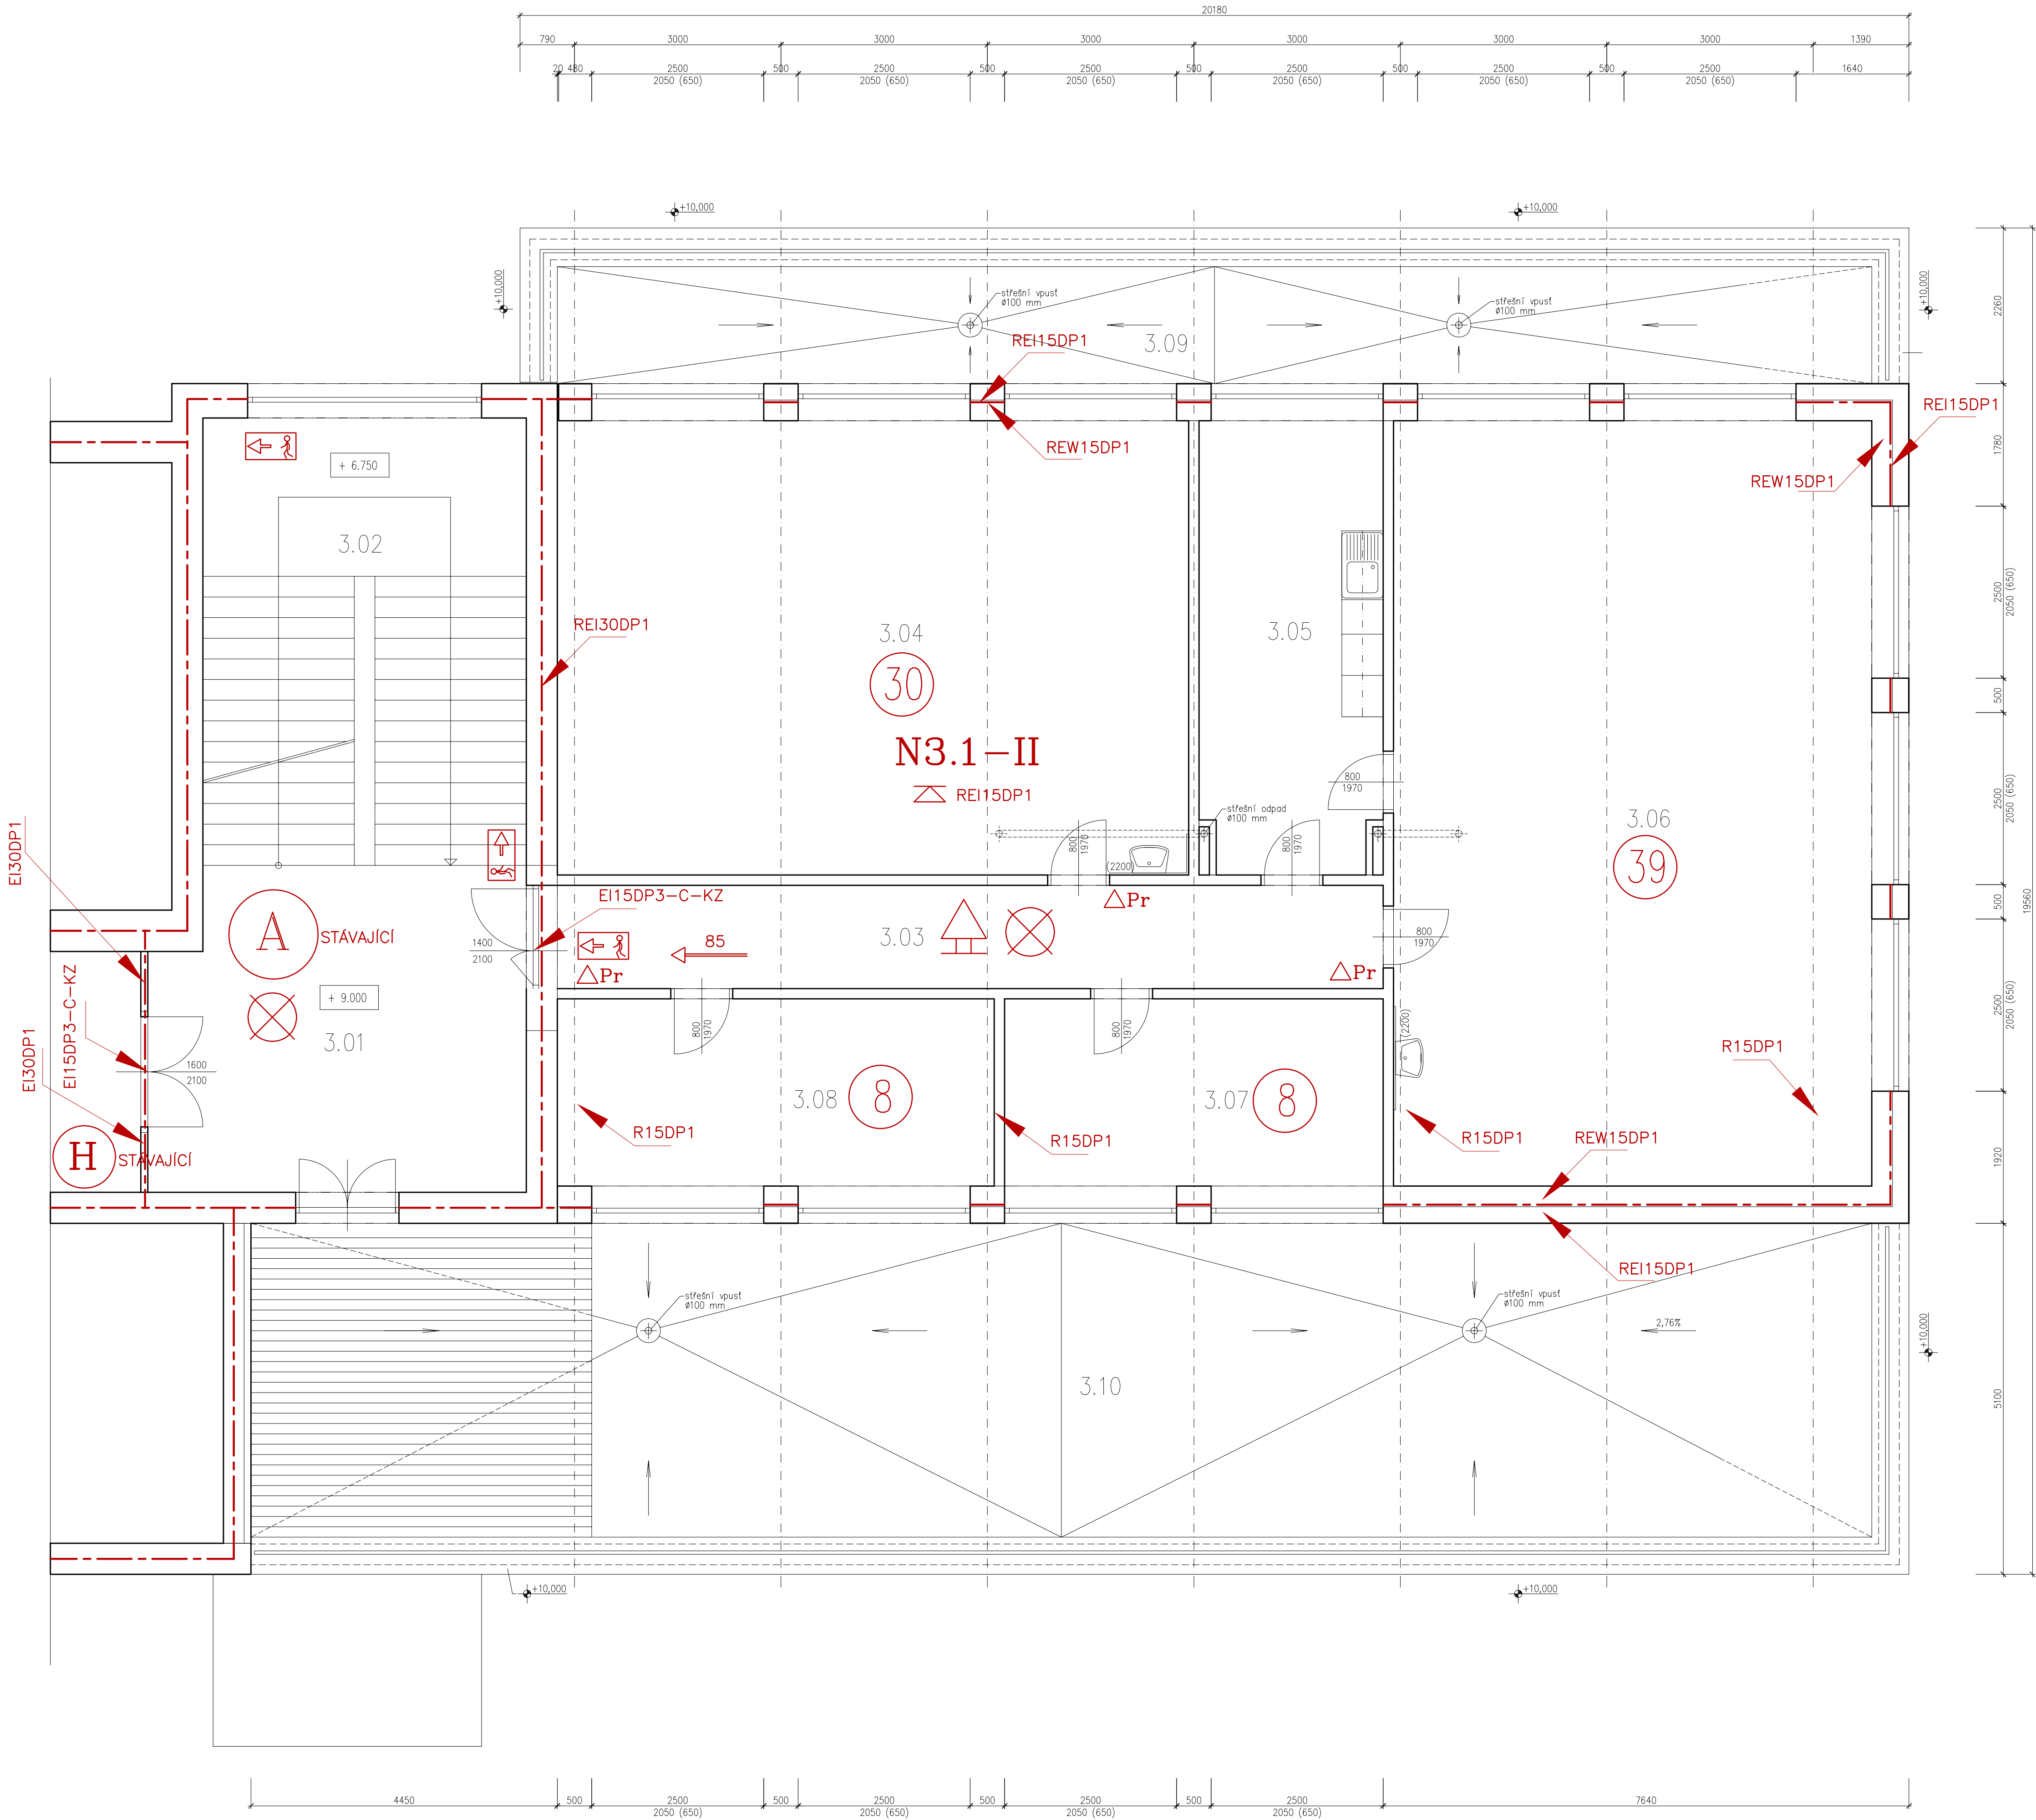 20180
790 3000 3000 3000 3000 3000 3000 1390
20 480 2500 500 2500 500 2500 500 2500 500 2500 500 2500 1640
2050 (650) 2050 (650) 2050 (650) 2050 (650) 2050 (650) 2050 (650)
+10,000 +10,000
+10,000
+10,000
střešní vpusť
ø100 mm
střešní vpusť
ø100 mm
3.09
REI15DP1
REW15DP1
REI15DP1
REW15DP1
+ 6.750
3.02
REI30DP1
3.04
30
N3.1-II
REI15DP1
3.05
800
1970
střešní odpad
ø100 mm
3.06
39
800
1970
(2200)
800
1970
EI30DP1
A
STÁVAJÍCÍ
EI15DP3-C-KZ
1400
2100
85
Pr
3.03
Pr
Pr
800
1970
EI15DP3-C-KZ
EI30DP1
+ 9.000
3.01
1600
2100
H
STÁVAJÍCÍ
800
1970
800
1970
(2200)
3.08
8
3.07
8
R15DP1
R15DP1
R15DP1
R15DP1
REW15DP1
REI15DP1
střešní vpusť
ø100 mm
střešní vpusť
ø100 mm
2,76%
+10,000
3.10
+10,000 +10,000
2260
1780
2500
2050 (650)
500
2500
2050 (650)
500
2500
2050 (650)
1920
5100
19560
4450 500 2500 500 2500 500 2500 500 2500 7640
2050 (650) 2050 (650) 2050 (650) 2050 (650)